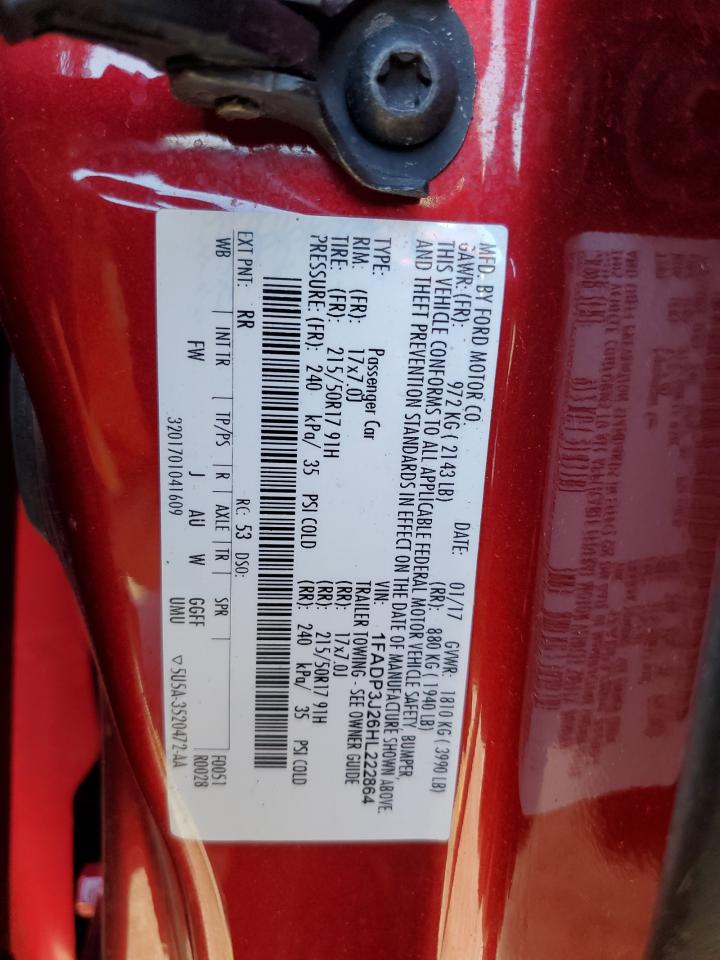 MFD. BY FORD MOTOR CO.
DATE: 01/17 GVWR: 1810 KG ( 3990 LB)
GAWR: (FR): 972 KG ( 2143 LB) (RR): 880 KG ( 1940 LB)
THIS VEHICLE CONFORMS TO ALL APPLICABLE FEDERAL MOTOR VEHICLE SAFETY, BUMPER,
AND THEFT PREVENTION STANDARDS IN EFFECT ON THE DATE OF MANUFACTURE SHOWN ABOVE.
VIN: 1FADP3J26HL222864
TYPE: Passenger Car TRAILER TOWING - SEE OWNER GUIDE
RIM: (FR): 17x7.0J (RR): 17x7.0J
TIRE: (FR): 215/50R17 91H (RR): 215/50R17 91H
PRESSURE: (FR): 240 kPa/ 35 PSI COLD (RR): 240 kPa/ 35 PSI COLD
EXT PNT: RR RC: 53 DSO: F0051
WB INT TR TP/PS R AXLE TR SPR R0028
FW J AU W GGFF
3201701041609 UMU ▽5U5A-3520472-AA